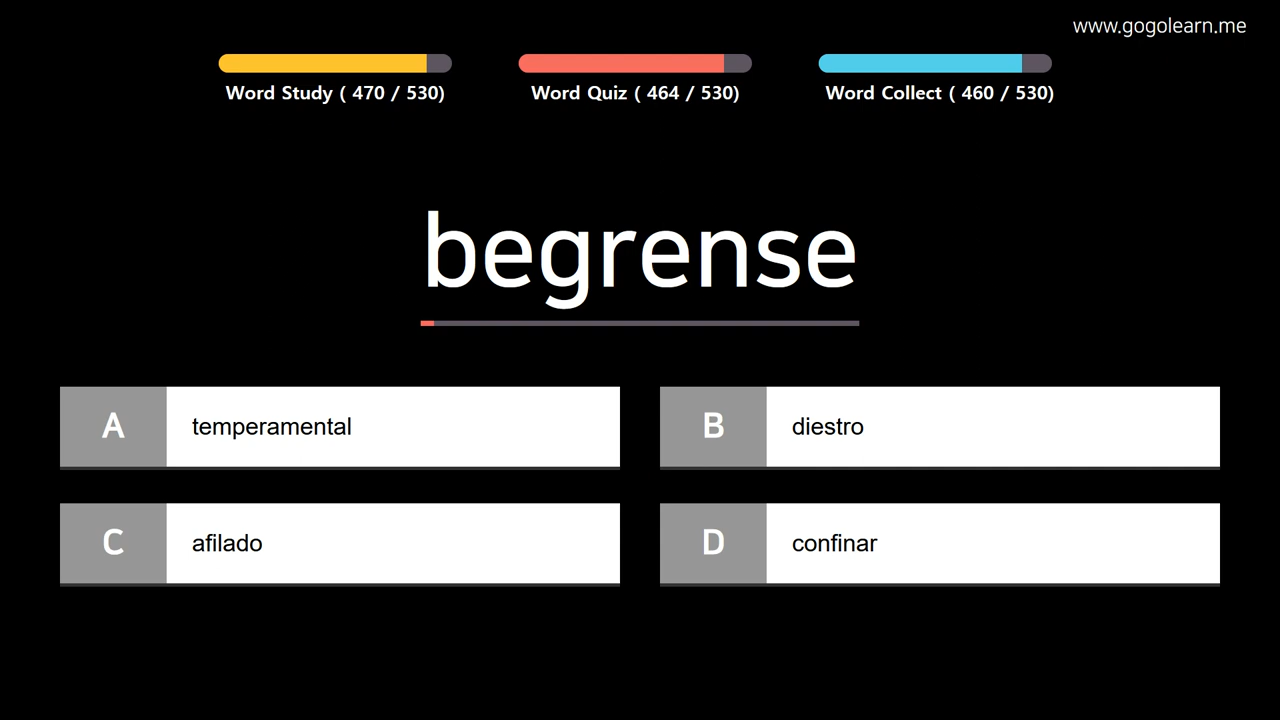 www.gogolearn.me
Word Study ( 470 / 530)
Word Quiz ( 464 / 530)
Word Collect ( 460 / 530)
begrense
A temperamental
B diestro
C afilado
D confinar